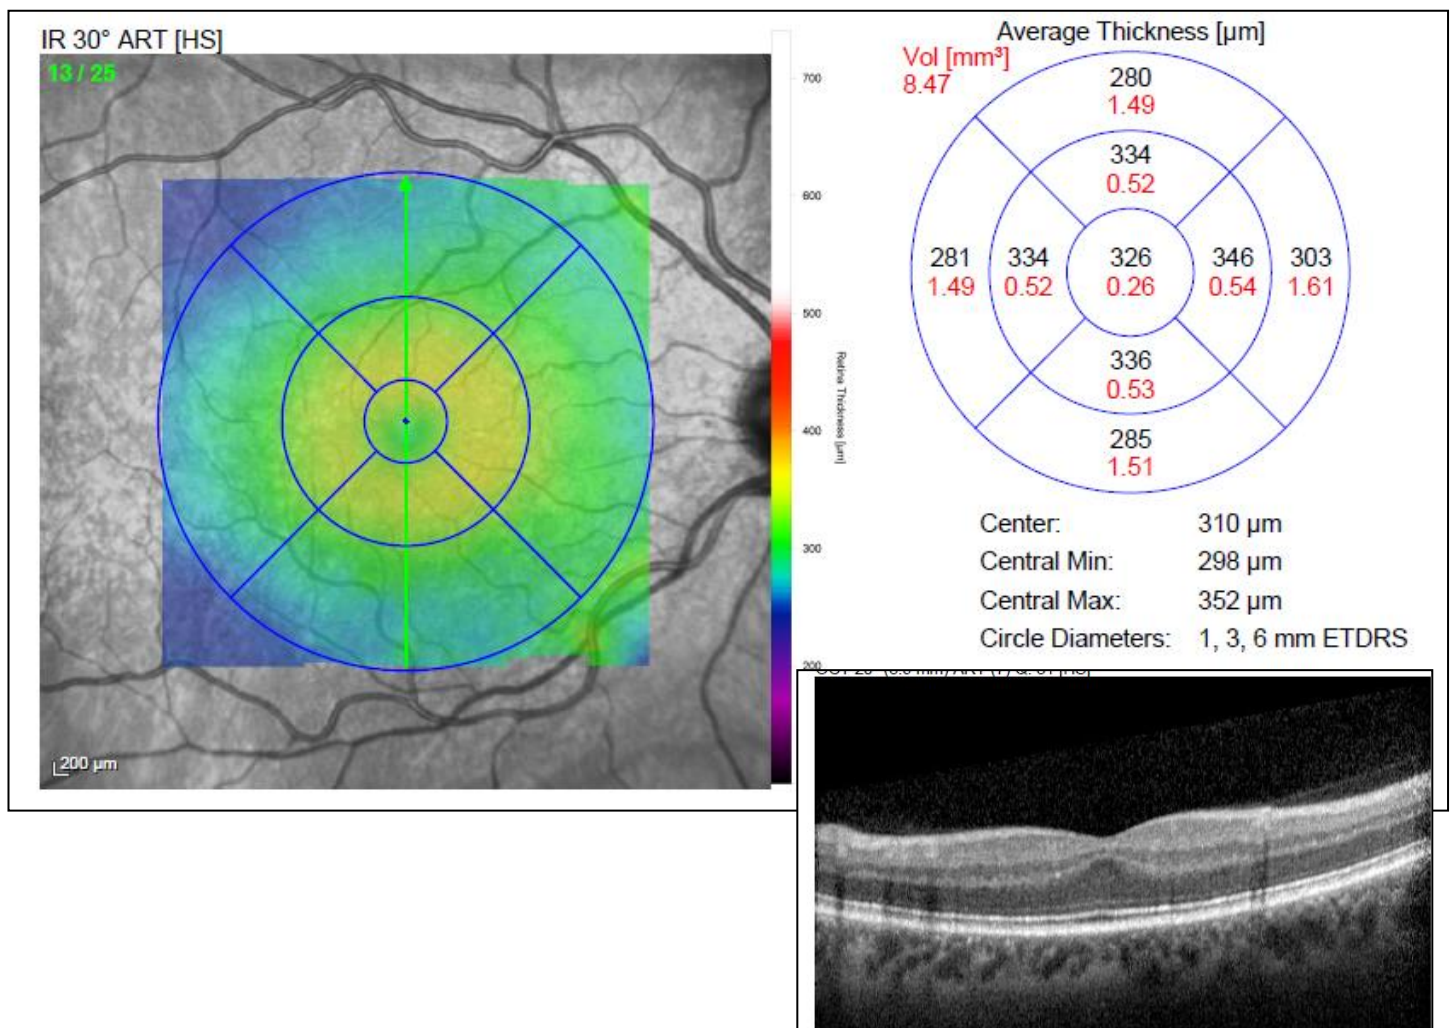 IR 30° ART [HS]
13 / 25
200 µm
700
600
500
400
300
200
Retina Thickness [µm]
Average Thickness [µm]
Vol [mm³]
8.47
280
1.49
334
0.52
281 334 326 346 303
1.49 0.52 0.26 0.54 1.61
336
0.53
285
1.51
Center: 310 µm
Central Min: 298 µm
Central Max: 352 µm
Circle Diameters: 1, 3, 6 mm ETDRS
ART [HS]